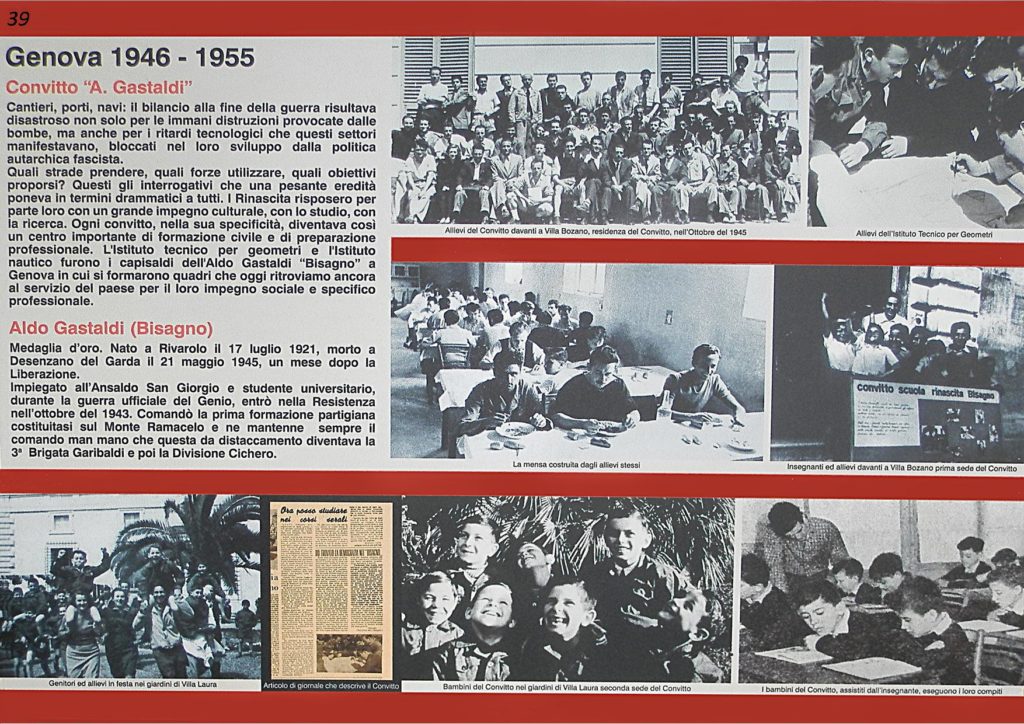 39
Genova 1946 - 1955
Convitto “A. Gastaldi”
Cantieri, porti, navi: il bilancio alla fine della guerra risultava
disastroso non solo per le immani distruzioni provocate dalle
bombe, ma anche per i ritardi tecnologici che questi settori
manifestavano, bloccati nel loro sviluppo dalla politica
autarchica fascista.
Quali strade prendere, quali forze utilizzare, quali obiettivi
proporsi? Questi gli interrogativi che una pesante eredità
poneva in termini drammatici a tutti. I Rinascita risposero per
parte loro con un grande impegno culturale, con lo studio, con
la ricerca. Ogni convitto, nella sua specificità, diventava così
un centro importante di formazione civile e di preparazione
professionale. L'Istituto tecnico per geometri e l'Istituto
nautico furono i capisaldi dell'Aldo Gastaldi “Bisagno” a
Genova in cui si formarono quadri che oggi ritroviamo ancora
al servizio del paese per il loro impegno sociale e specifico
professionale.
Aldo Gastaldi (Bisagno)
Medaglia d'oro. Nato a Rivarolo il 17 luglio 1921, morto a
Desenzano del Garda il 21 maggio 1945, un mese dopo la
Liberazione.
Impiegato all'Ansaldo San Giorgio e studente universitario,
durante la guerra ufficiale del Genio, entrò nella Resistenza
nell'ottobre del 1943. Comandò la prima formazione partigiana
costituitasi sul Monte Ramacelo e ne mantenne sempre il
comando man mano che questa da distaccamento diventava la
3ª Brigata Garibaldi e poi la Divisione Cichero.
Allievi del Convitto davanti a Villa Bozano, residenza del Convitto, nell'Ottobre del 1945
Allievi dell'Istituto Tecnico per Geometri
La mensa costruita dagli allievi stessi
convitto scuola rinascita Bisagno
Insegnanti ed allievi davanti a Villa Bozano prima sede del Convitto
Genitori ed allievi in festa nei giardini di Villa Laura
Ora posso studiare
nei corsi serali
Articolo di giornale che descrive il Convitto
Bambini del Convitto nei giardini di Villa Laura seconda sede del Convitto
I bambini del Convitto, assistiti dall'insegnante, eseguono i loro compiti